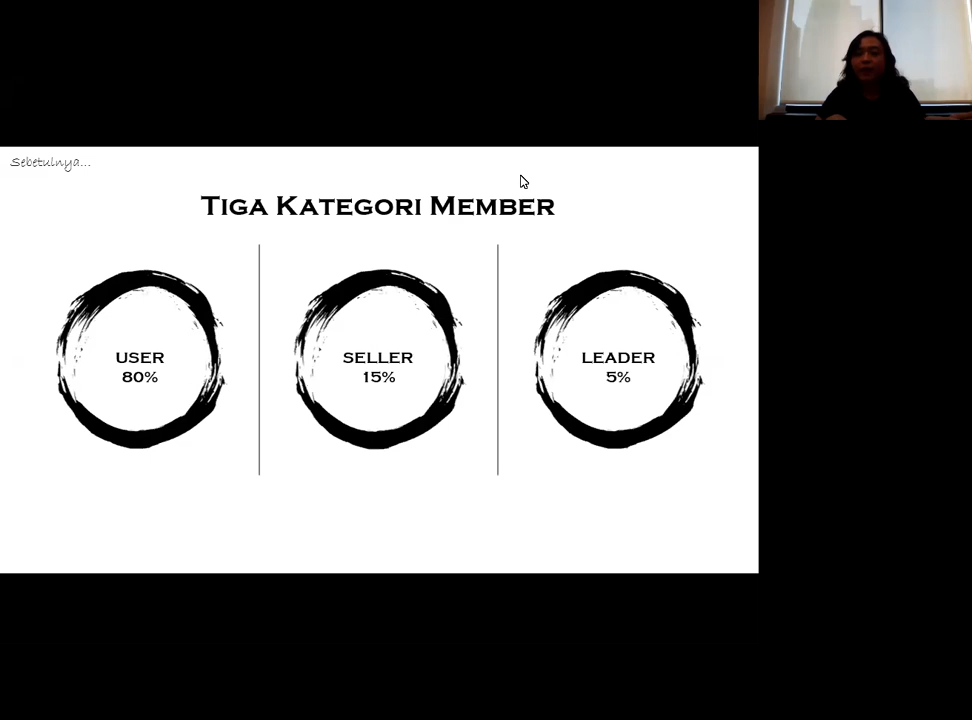 Sebetulnya...
TIGA KATEGORI MEMBER
USER
80%
SELLER
15%
LEADER
5%